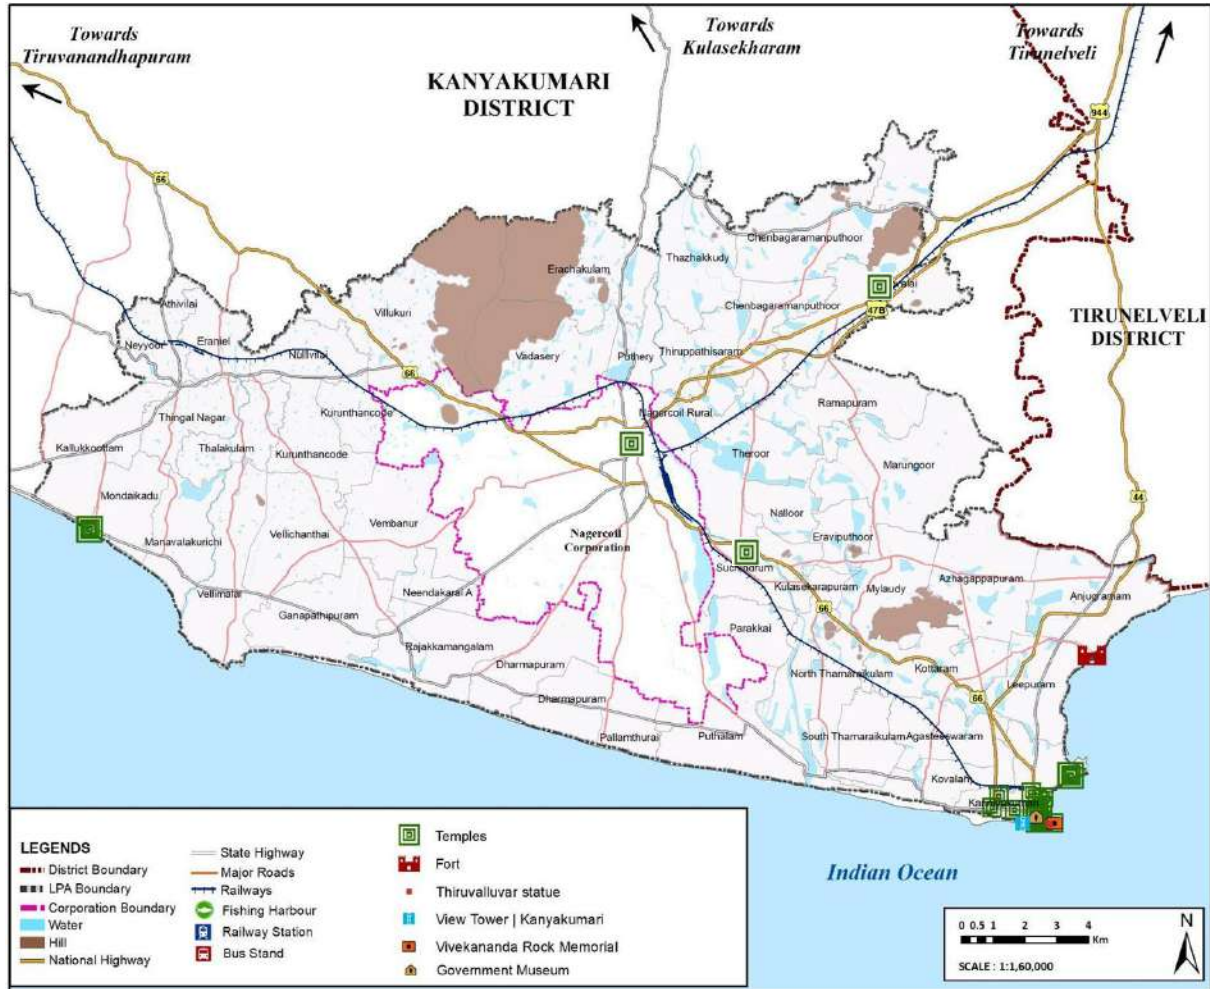 Towards
Tiruvanandhapuram
Towards
Kulasekharam
Towards
Tirunelveli
KANYAKUMARI
DISTRICT
944
66
Chenbagaramanputhoor
Thazhakkudy
Erachakulam
Athivilai
Villukuri
Chenbagaramanputhoor
47B
TIRUNELVELI
DISTRICT
Neyyoor
Eraniel
Nullivilai
Vadasery
Puthery
Thiruppathisaram
66
Kurunthancode
Nagercoil Rural
Ramapuram
Thingal Nagar
Kallukkoottam
Thalakulam
Kurunthancode
Theroor
Marungoor
44
Mondaikadu
Vembanur
Nalloor
Manavalakurichi
Vellichanthai
Nagercoil
Corporation
Eraviputhoor
Suchindrum
Kulasekarapuram
Mylaudy
Azhagappapuram
Anjugramam
Vellimalai
Ganapathipuram
Neendakarai A
66
Parakkai
Rajakkamangalam
Dharmapuram
North Thamaraikulam
Kottaram
Leepuram
66
Dharmapuram
Pallamthurai
Puthalam
South Thamaraikulam
Agasteeswaram
Kovalam
Kanyakumari
Indian Ocean
LEGENDS
District Boundary
LPA Boundary
Corporation Boundary
Water
Hill
National Highway
State Highway
Major Roads
Railways
Fishing Harbour
Railway Station
Bus Stand
Temples
Fort
Thiruvalluvar statue
View Tower | Kanyakumari
Vivekananda Rock Memorial
Government Museum
N
0 0.5 1 2 3 4
Km
SCALE : 1:1,60,000